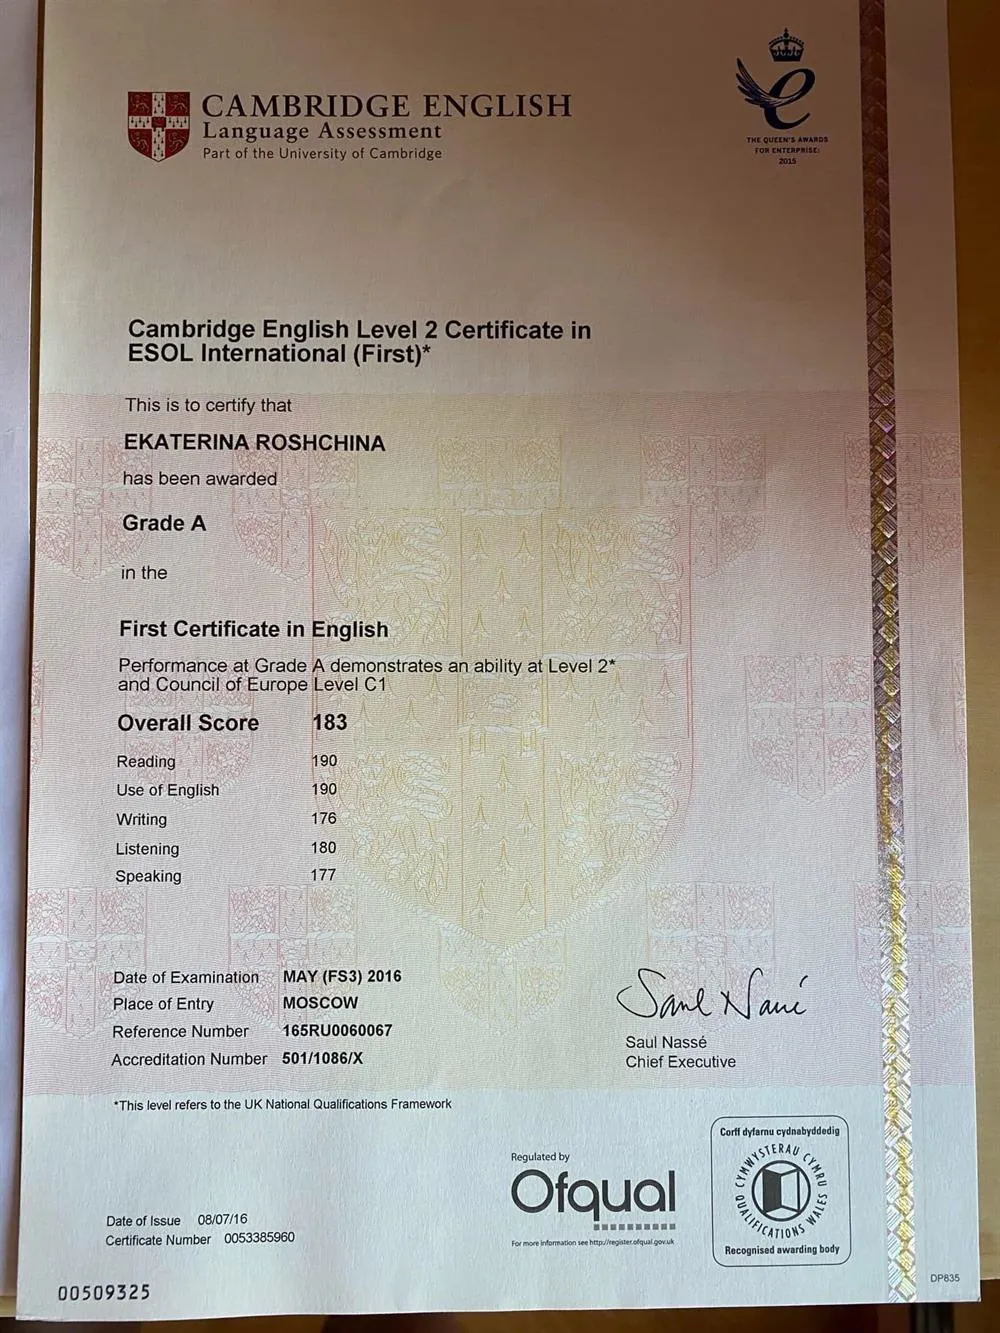 CAMBRIDGE ENGLISH
Language Assessment
Part of the University of Cambridge
THE QUEEN'S AWARDS
FOR ENTERPRISE:
2015
Cambridge English Level 2 Certificate in
ESOL International (First)*
This is to certify that
EKATERINA ROSHCHINA
has been awarded
Grade A
in the
First Certificate in English
Performance at Grade A demonstrates an ability at Level 2*
and Council of Europe Level C1
Overall Score 183
Reading 190
Use of English 190
Writing 176
Listening 180
Speaking 177
Date of Examination MAY (FS3) 2016
Place of Entry MOSCOW
Reference Number 165RU0060067
Accreditation Number 501/1086/X
Saul Nassé
Saul Nassé
Chief Executive
*This level refers to the UK National Qualifications Framework
Regulated by
Ofqual
For more information see http://register.ofqual.gov.uk
Corff dyfarnu cydnabyddedig
CYMWYSTERAU CYMRU
QUALIFICATIONS WALES
Recognised awarding body
Date of Issue 08/07/16
Certificate Number 0053385960
00509325
DP835